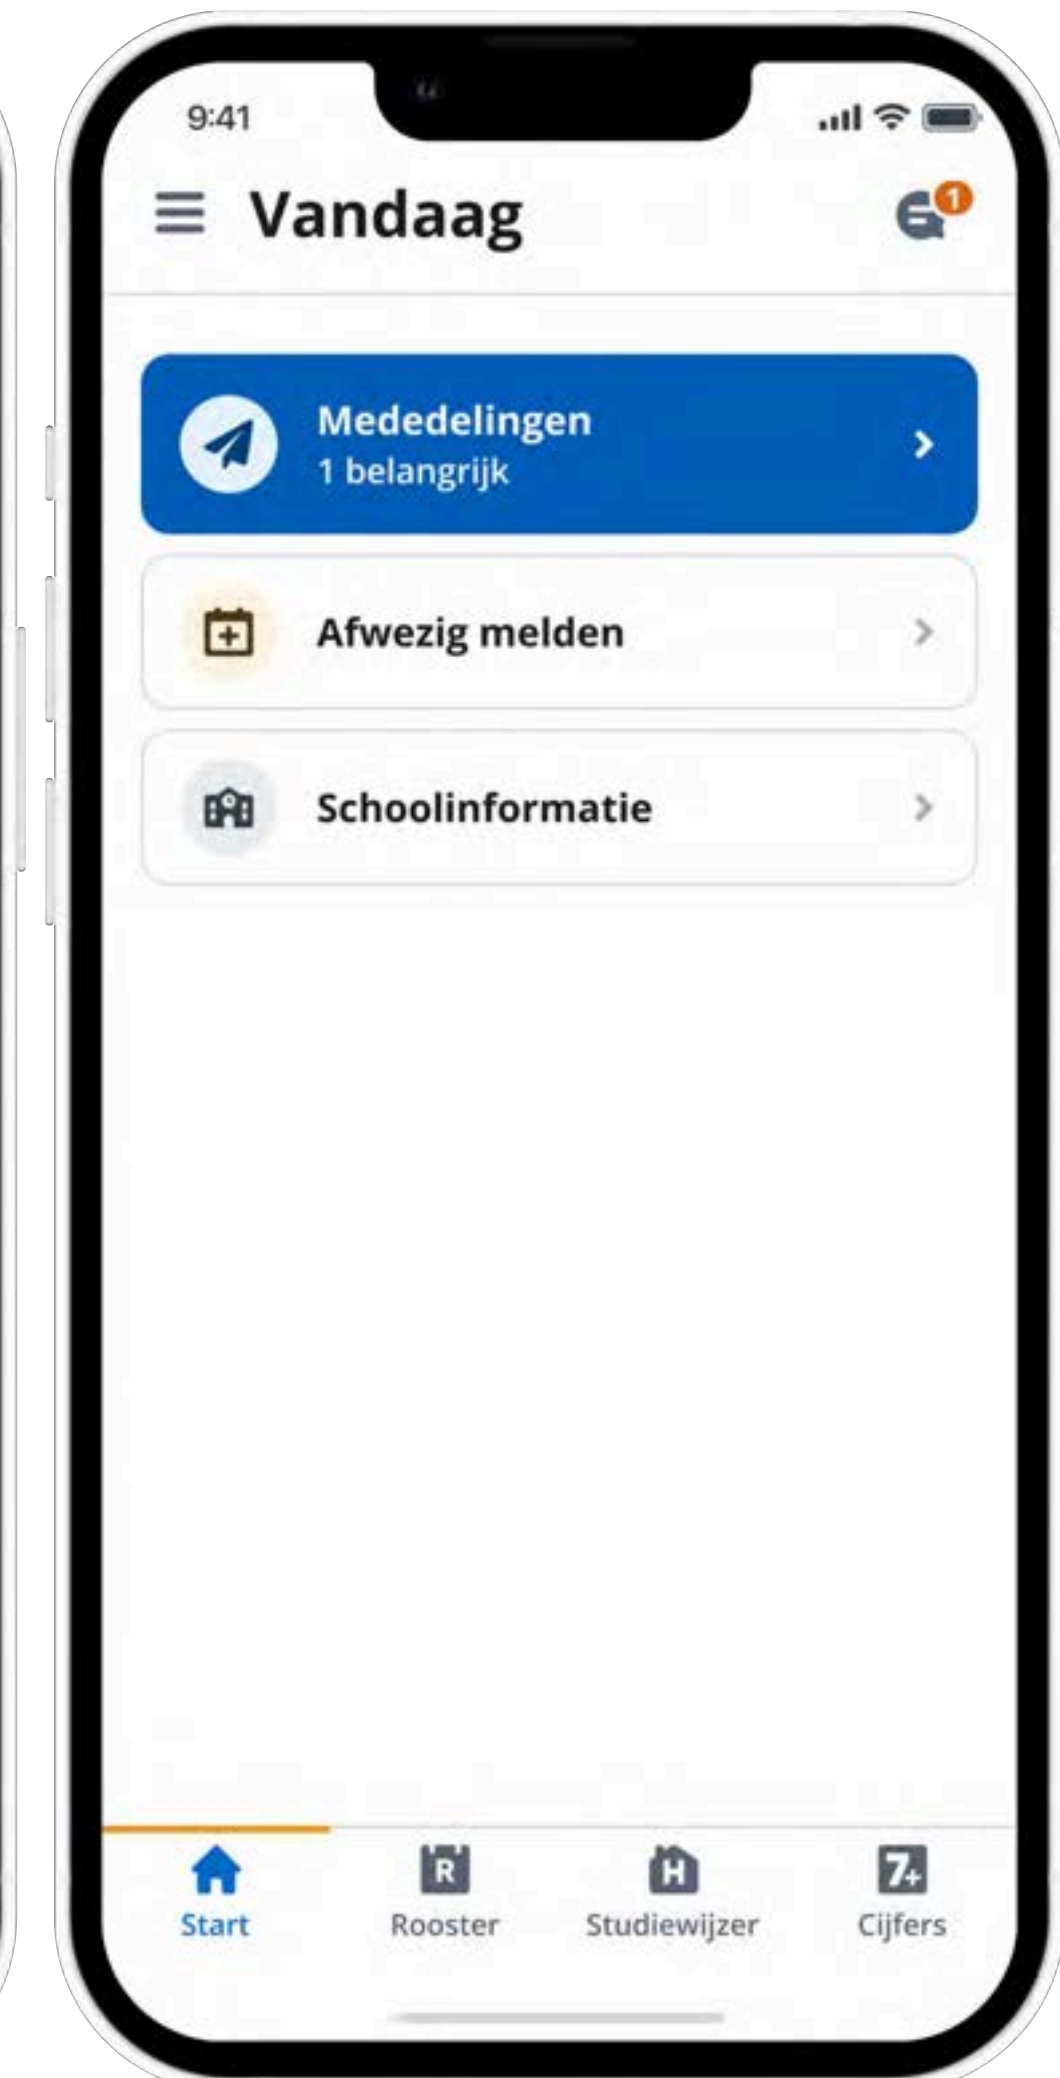 9:41
Vandaag
1
Mededelingen
1 belangrijk
Afwezig melden
Schoolinformatie
R
H
7+
Start
Rooster
Studiewijzer
Cijfers